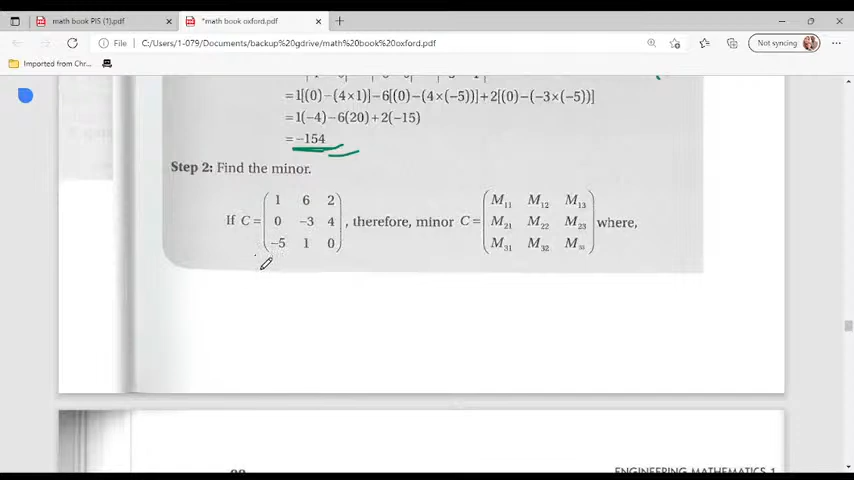 math book PIS (1).pdf
*math book oxford.pdf
File
C:/Users/1-079/Documents/backup%20gdrive/math%20book%20oxford.pdf
Not syncing
Imported from Chr...
=1[(0)−(4×1)]−6[(0)−(4×(−5))]+2[(0)−(−3×(−5))]
=1(−4)−6(20)+2(−15)
=−154
Step 2: Find the minor.
1 6 2 M₁₁ M₁₂ M₁₃
If C= 0 −3 4 , therefore, minor C= M₂₁ M₂₂ M₂₃ where,
−5 1 0 M₃₁ M₃₂ M₃₃
ENGINEERING MATHEMATICS 1